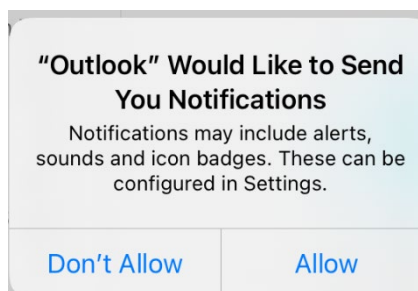 “Outlook” Would Like to Send
You Notifications
Notifications may include alerts,
sounds and icon badges. These can be
configured in Settings.
Don’t Allow
Allow